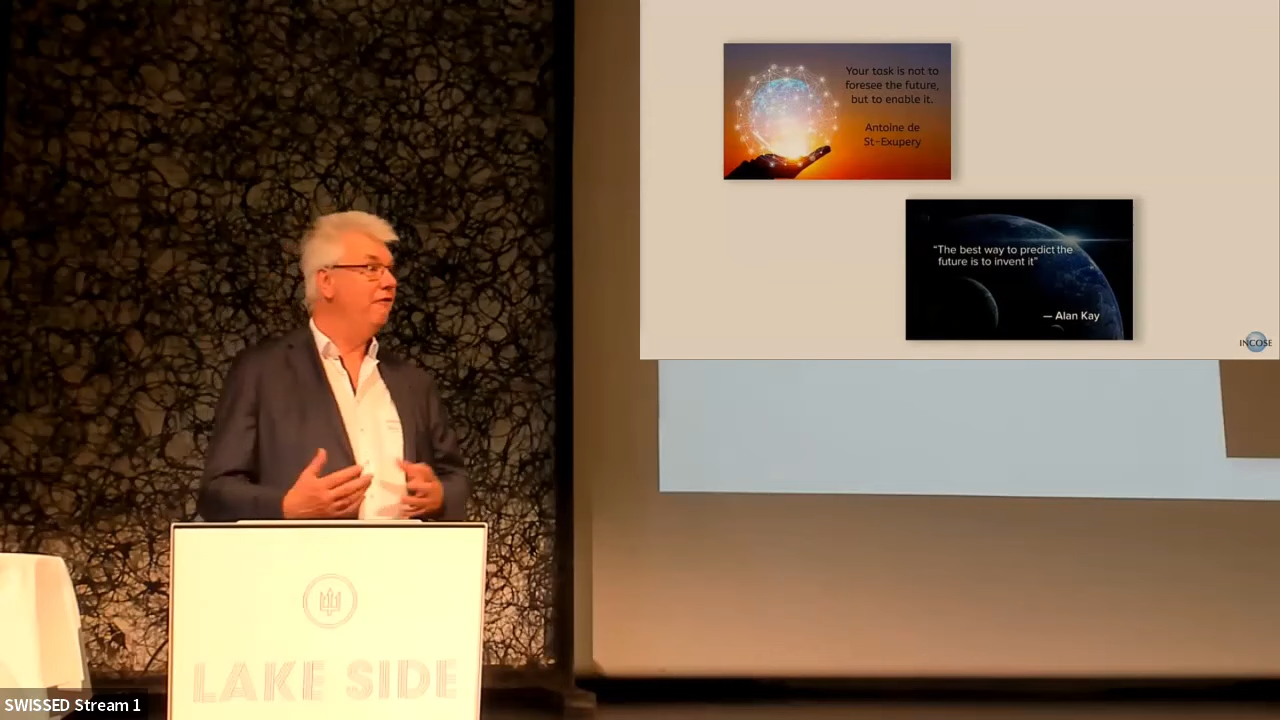 Your task is not to
foresee the future,
but to enable it.
Antoine de
St-Exupery
“The best way to predict the
future is to invent it”
— Alan Kay
INCOSE
LAKE SIDE
SWISSED Stream 1